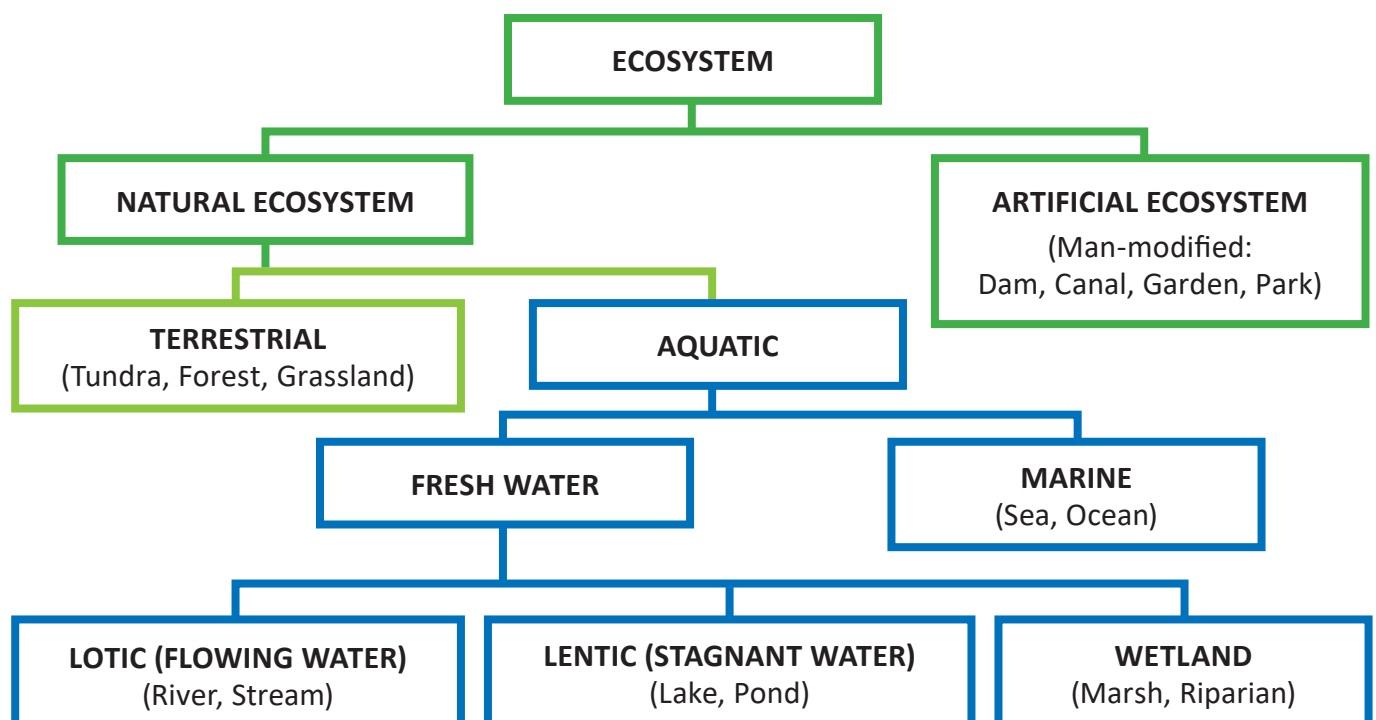 ECOSYSTEM
NATURAL ECOSYSTEM
ARTIFICIAL ECOSYSTEM
(Man-modified:
Dam, Canal, Garden, Park)
TERRESTRIAL
(Tundra, Forest, Grassland)
AQUATIC
FRESH WATER
MARINE
(Sea, Ocean)
LOTIC (FLOWING WATER)
(River, Stream)
LENTIC (STAGNANT WATER)
(Lake, Pond)
WETLAND
(Marsh, Riparian)